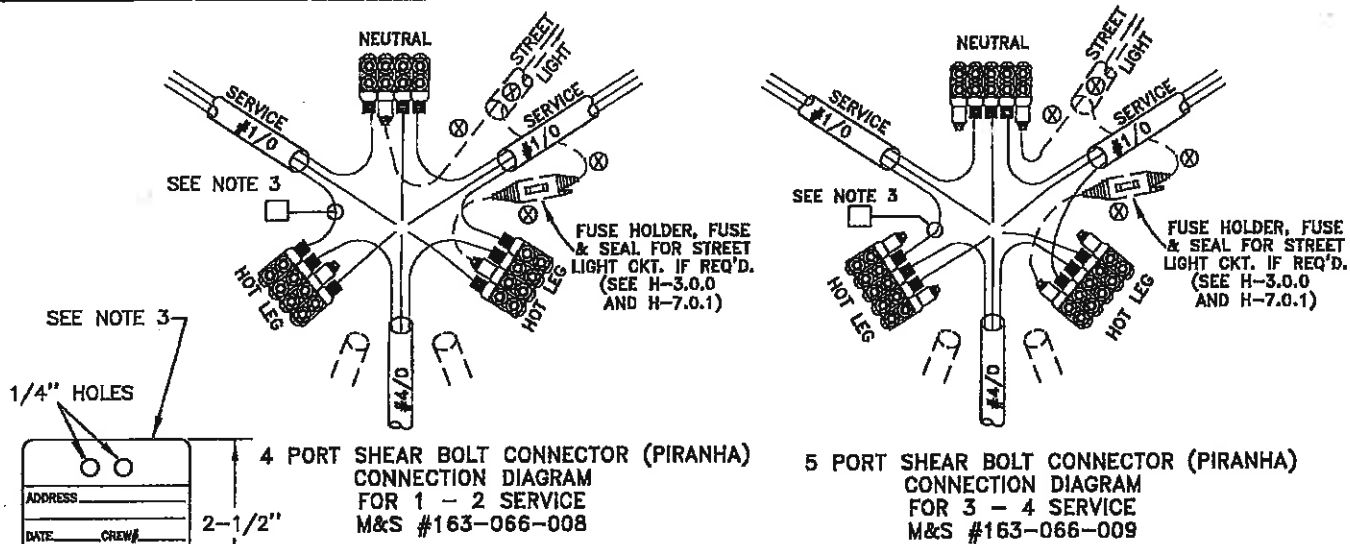 NEUTRAL
STREET
LIGHT
SERVICE
#1/0
SERVICE
#1/0
SEE NOTE 3
HOT LEG
HOT LEG
#4/0
FUSE HOLDER, FUSE
& SEAL FOR STREET
LIGHT CKT. IF REQ'D.
(SEE H-3.0.0
AND H-7.0.1)
4 PORT SHEAR BOLT CONNECTOR (PIRANHA)
CONNECTION DIAGRAM
FOR 1 - 2 SERVICE
M&S #163-066-008
NEUTRAL
STREET
LIGHT
SERVICE
#1/0
SERVICE
#1/0
SEE NOTE 3
HOT LEG
HOT LEG
#4/0
FUSE HOLDER, FUSE
& SEAL FOR STREET
LIGHT CKT. IF REQ'D.
(SEE H-3.0.0
AND H-7.0.1)
5 PORT SHEAR BOLT CONNECTOR (PIRANHA)
CONNECTION DIAGRAM
FOR 3 - 4 SERVICE
M&S #163-066-009
SEE NOTE 3
1/4" HOLES
ADDRESS
DATE CREW#
2-1/2"